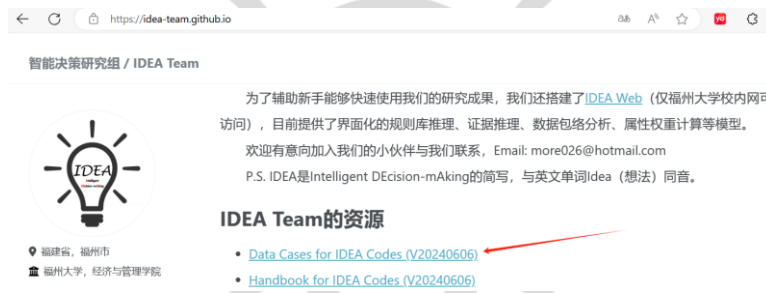 https://idea-team.github.io
智能决策研究组 / IDEA Team
为了辅助新手能够快速使用我们的研究成果，我们还搭建了IDEA Web（仅福州大学校内网可
访问），目前提供了界面化的规则库推理、证据推理、数据包络分析、属性权重计算等模型。
欢迎有意向加入我们的小伙伴与我们联系，Email: more026@hotmail.com
P.S. IDEA是Intelligent DEcision-mAking的简写，与英文单词Idea（想法）同音。
IDEA
Intelligent
DEcision-mAking
IDEA Team的资源
Data Cases for IDEA Codes (V20240606)
Handbook for IDEA Codes (V20240606)
福建省，福州市
福州大学，经济与管理学院